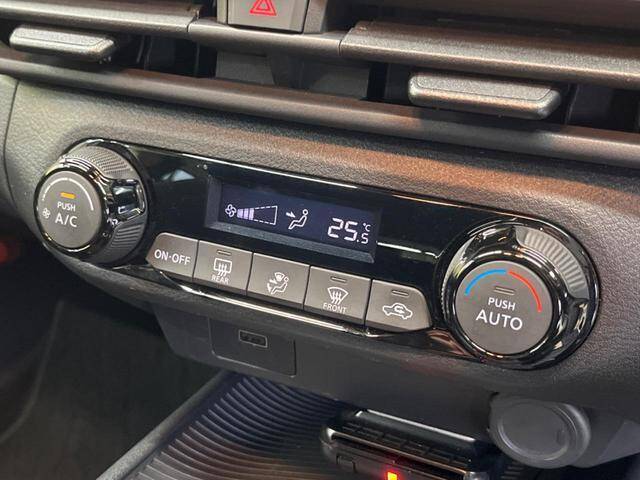 PUSH
A/C
25.5 °C
ON·OFF
REAR
FRONT
PUSH
AUTO